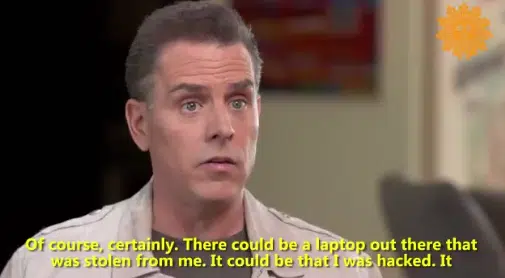 Of course, certainly. There could be a laptop out there that
was stolen from me. It could be that I was hacked. It